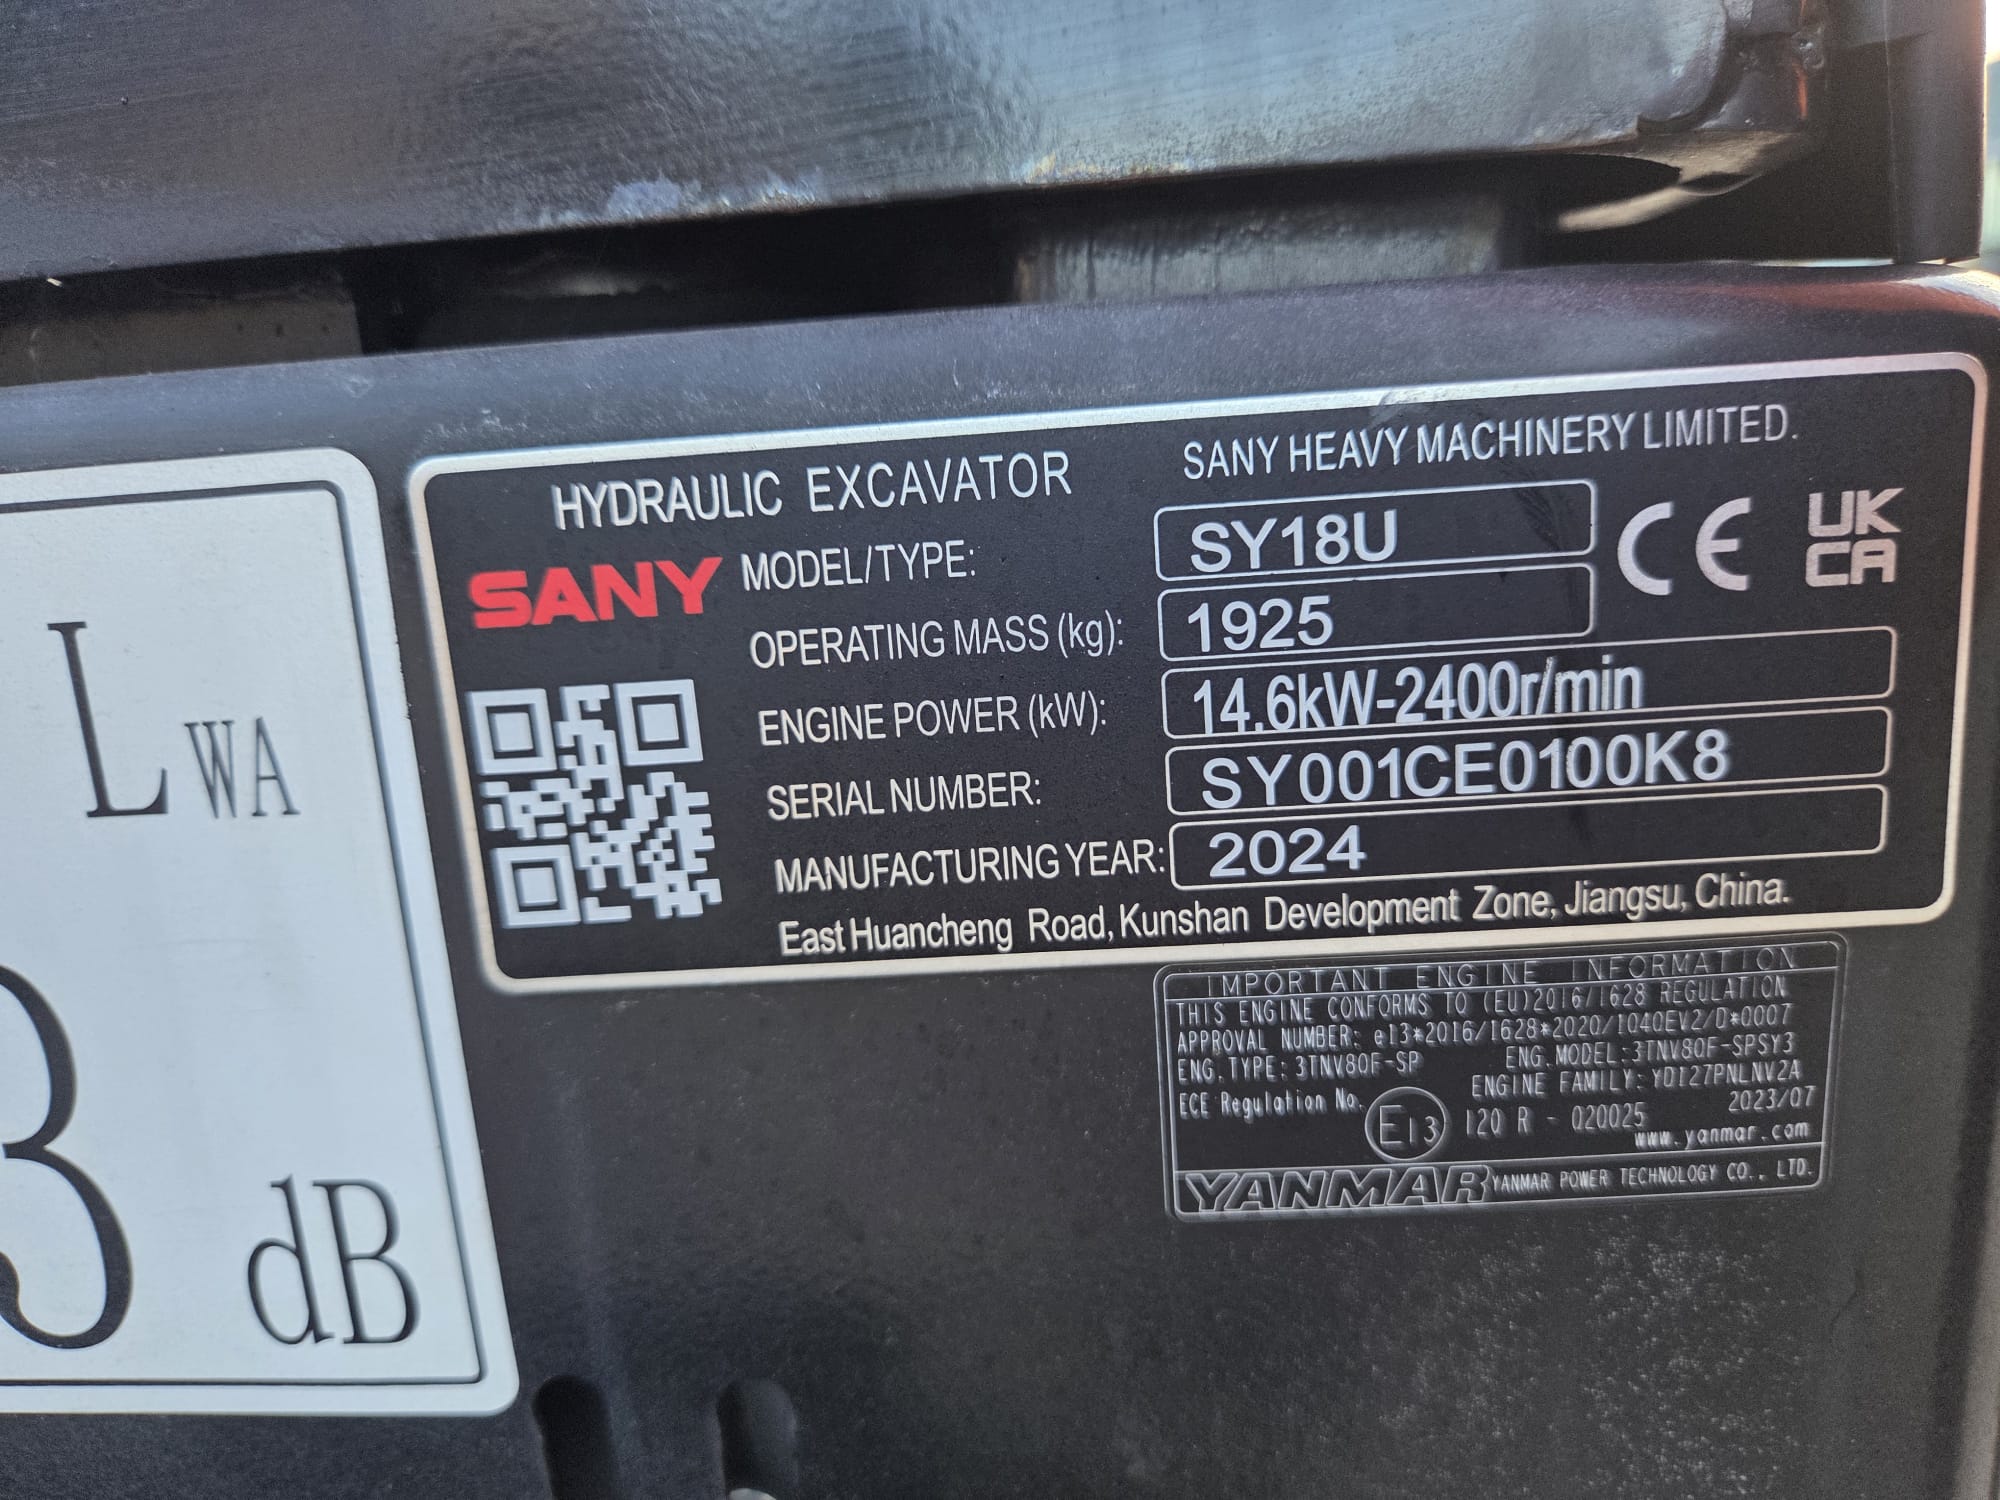 HYDRAULIC EXCAVATOR
SANY HEAVY MACHINERY LIMITED.
SANY
MODEL/TYPE: SY18U
CE
UK
CA
OPERATING MASS (kg): 1925
ENGINE POWER (kW): 14.6kW-2400r/min
SERIAL NUMBER: SY001CE0100K8
MANUFACTURING YEAR: 2024
East Huancheng Road, Kunshan Development Zone, Jiangsu, China.
LWA
3
dB
IMPORTANT ENGINE INFORMATION
THIS ENGINE CONFORMS TO (EU)2016/1628 REGULATION
APPROVAL NUMBER: e13*2016/1628*2020/1040EV2/D*0007
ENG. TYPE: 3TNV80F-SP ENG. MODEL:3TNV80F-SPSY3
ENGINE FAMILY: YD127PNLNV2A
ECE Regulation No. E13 120 R - 020025 2023/07
www.yanmar.com
YANMAR YANMAR POWER TECHNOLOGY CO., LTD.